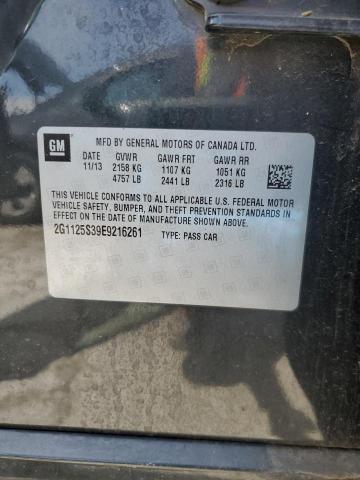 GM
MFD BY GENERAL MOTORS OF CANADA LTD.
DATE GVWR GAWR FRT GAWR RR
11/13 2158 KG 1107 KG 1051 KG
4757 LB 2441 LB 2316 LB
THIS VEHICLE CONFORMS TO ALL APPLICABLE U.S. FEDERAL MOTOR
VEHICLE SAFETY, BUMPER, AND THEFT PREVENTION STANDARDS IN
EFFECT ON THE DATE OF MANUFACTURE SHOWN ABOVE.
2G1125S39E9216261 TYPE: PASS CAR